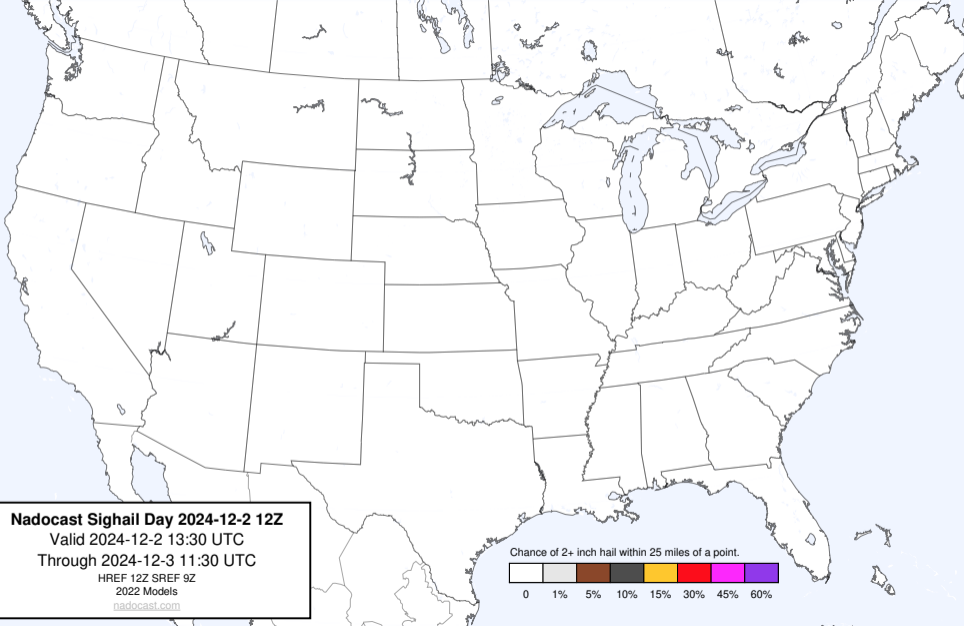 Nadocast Sighail Day 2024-12-2 12Z
Valid 2024-12-2 13:30 UTC
Through 2024-12-3 11:30 UTC
HREF 12Z SREF 9Z
2022 Models
nadocast.com
Chance of 2+ inch hail within 25 miles of a point.
0 1% 5% 10% 15% 30% 45% 60%